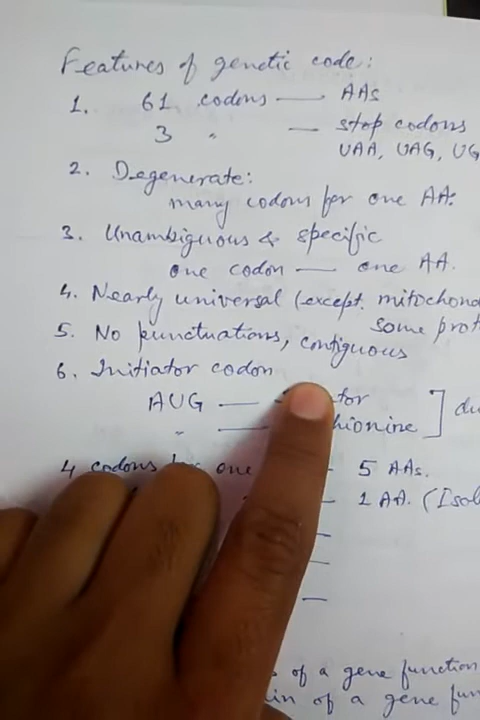 Features of genetic code:
1. 61 codons — AAs
3 " — stop codons
UAA, UAG, UG
2. Degenerate:
many codons for one AA.
3. Unambiguous & specific
one codon — one AA.
4. Nearly universal (except. mitochond
some prot
5. No punctuations, contiguous
6. Initiator codon
AUG — tor
" — hionine ] du
4 codons one — 5 AAs.
— 1 AA. (Isol
of a gene function
in of a gene fun